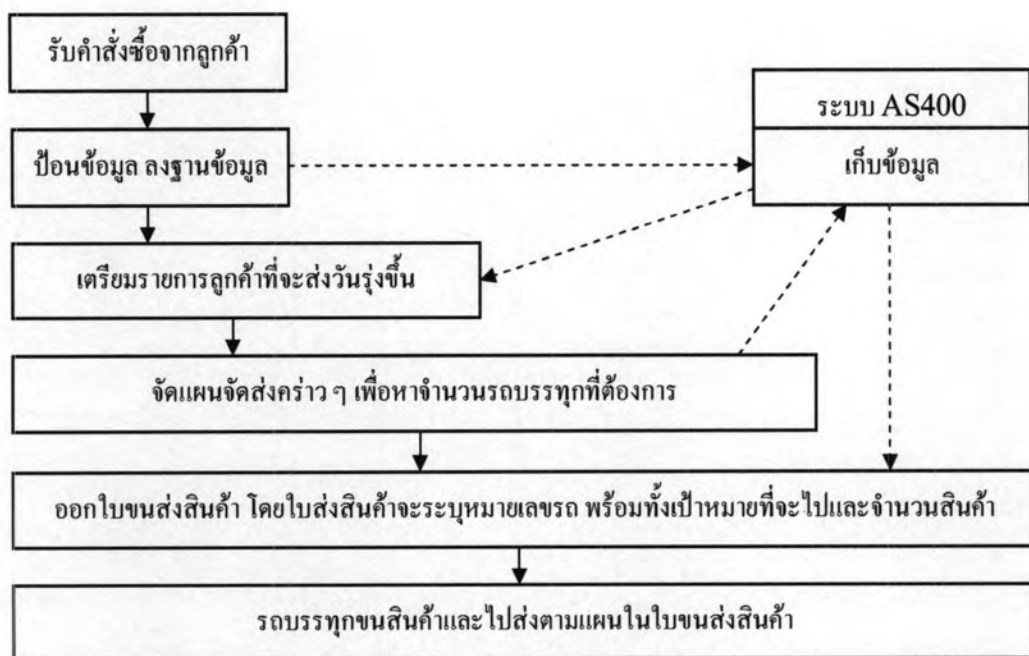 รับคำสั่งซื้อจากลูกค้า
ระบบ AS400
ป้อนข้อมูล ลงฐานข้อมูล
เก็บข้อมูล
เตรียมรายการลูกค้าที่จะส่งวันรุ่งขึ้น
จัดแผนจัดส่งคร่าว ๆ เพื่อหาจำนวนรถบรรทุกที่ต้องการ
ออกใบขนส่งสินค้า โดยใบส่งสินค้าจะระบุหมายเลขรถ พร้อมทั้งเป้าหมายที่จะไปและจำนวนสินค้า
รถบรรทุกขนสินค้าและไปส่งตามแผนในใบขนส่งสินค้า